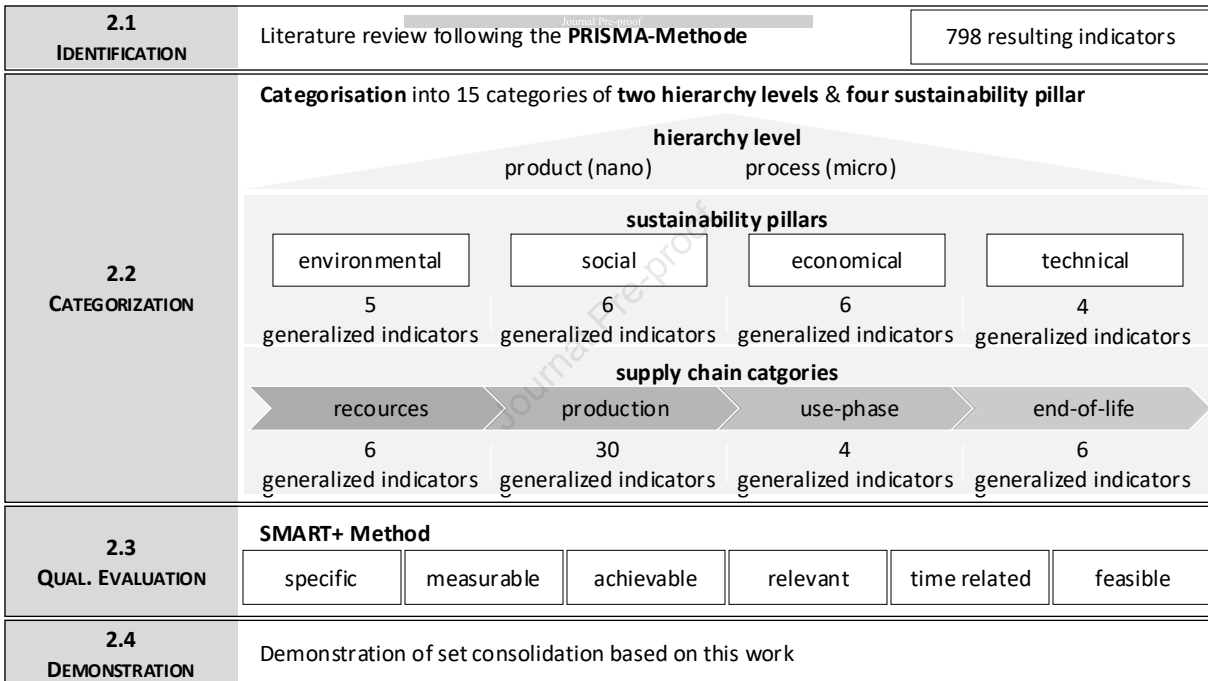 Journal Pre-proof
2.1
IDENTIFICATION
Literature review following the PRISMA-Methode
798 resulting indicators
2.2
CATEGORIZATION
Categorisation into 15 categories of two hierarchy levels & four sustainability pillar
hierarchy level
product (nano) process (micro)
sustainability pillars
environmental social economical technical
5 6 6 4
generalized indicators generalized indicators generalized indicators generalized indicators
supply chain catgories
recources production use-phase end-of-life
6 30 4 6
generalized indicators generalized indicators generalized indicators generalized indicators
Journal Pre-proof
2.3
QUAL. EVALUATION
SMART+ Method
specific measurable achievable relevant time related feasible
2.4
DEMONSTRATION
Demonstration of set consolidation based on this work